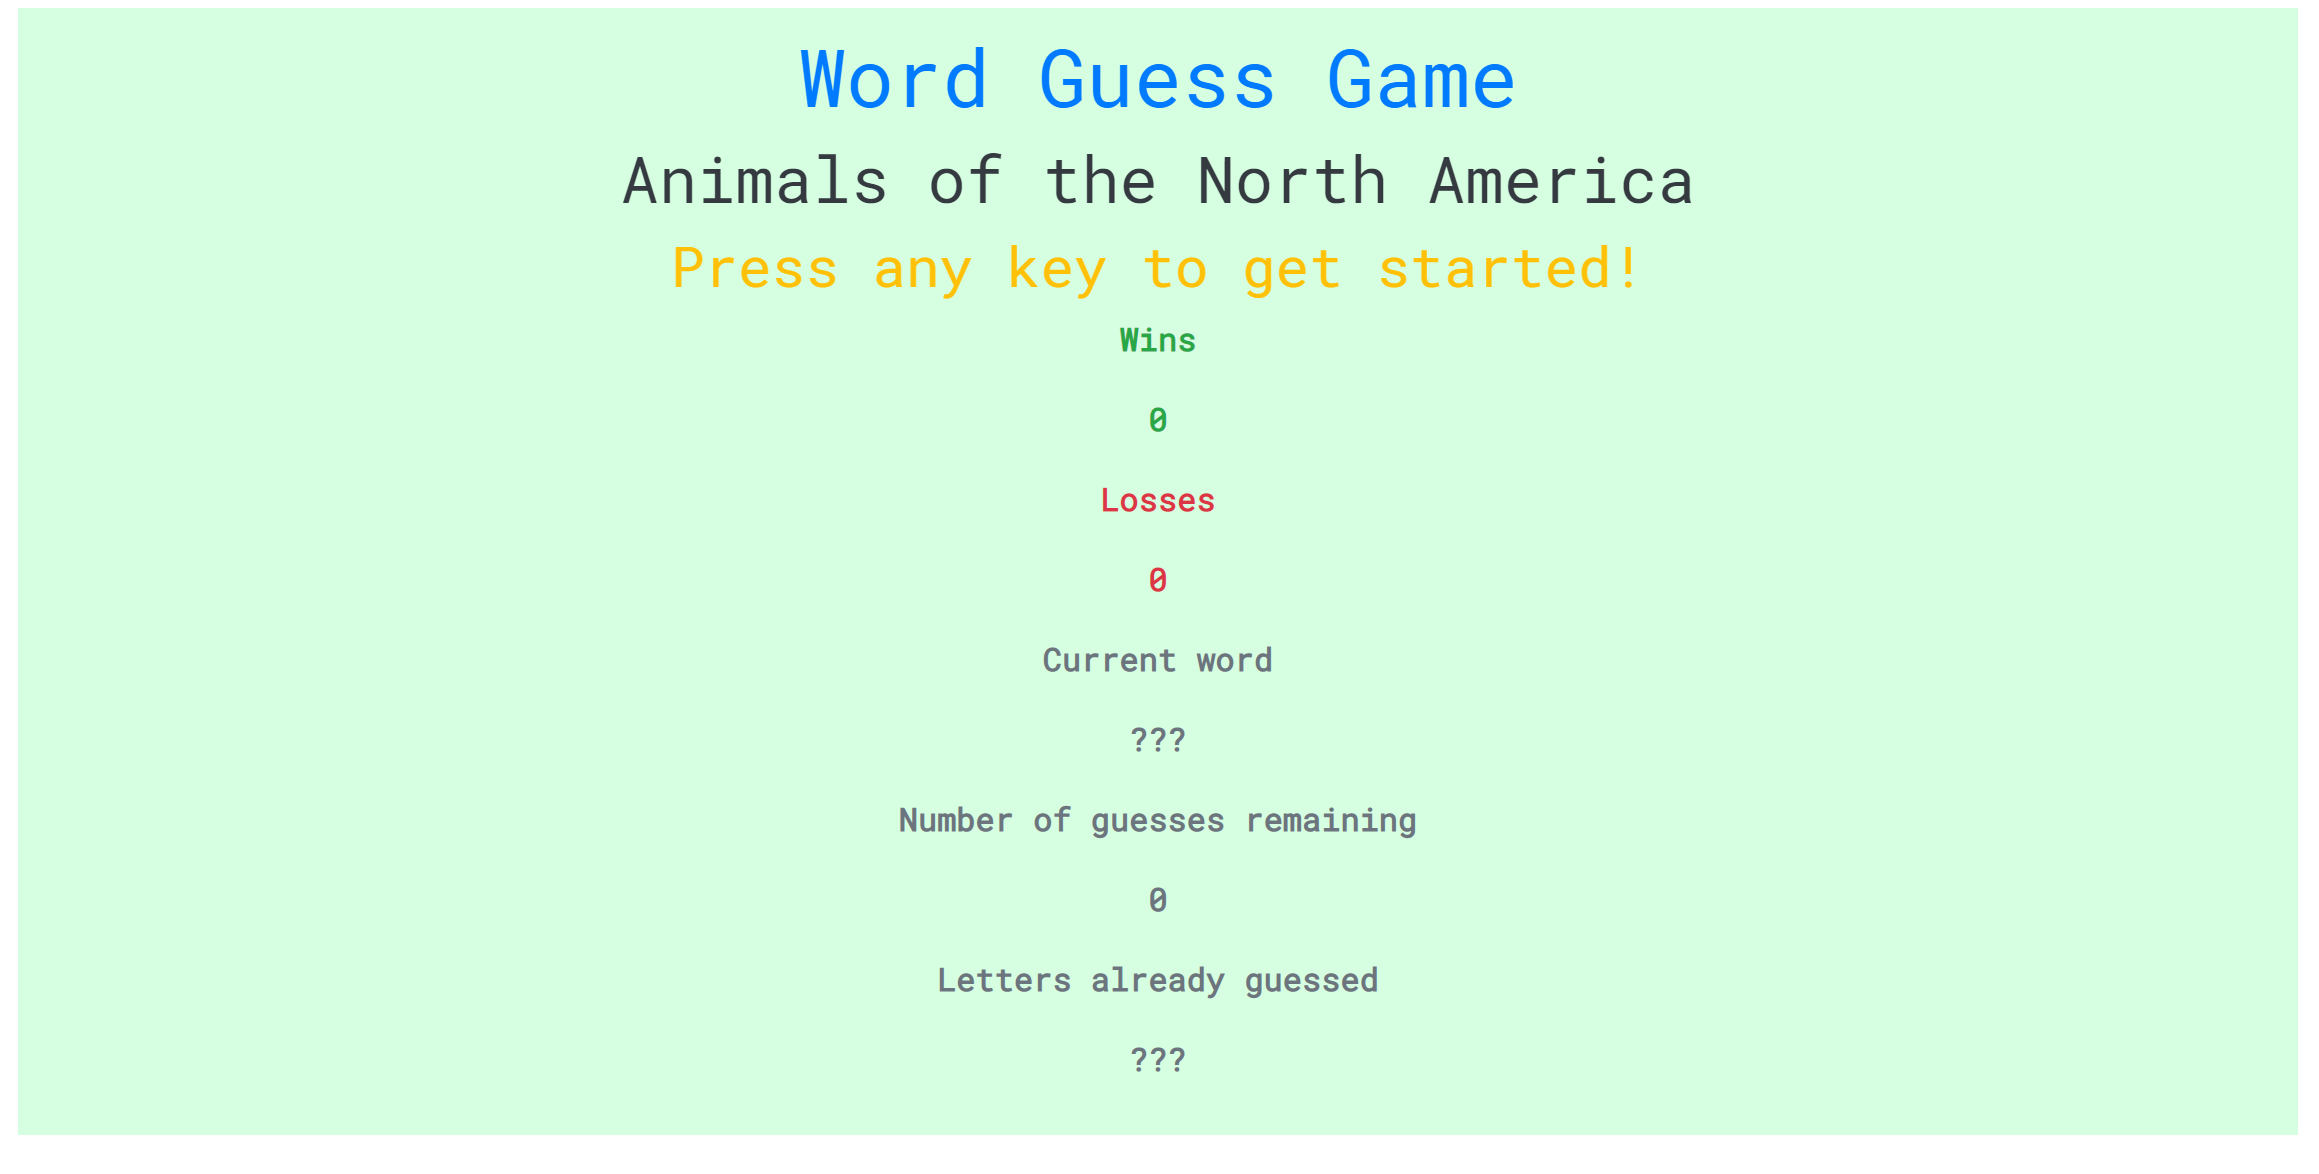 Word Guess Game
Animals of the North America
Press any key to get started!
Wins
0
Losses
0
Current word
???
Number of guesses remaining
0
Letters already guessed
???